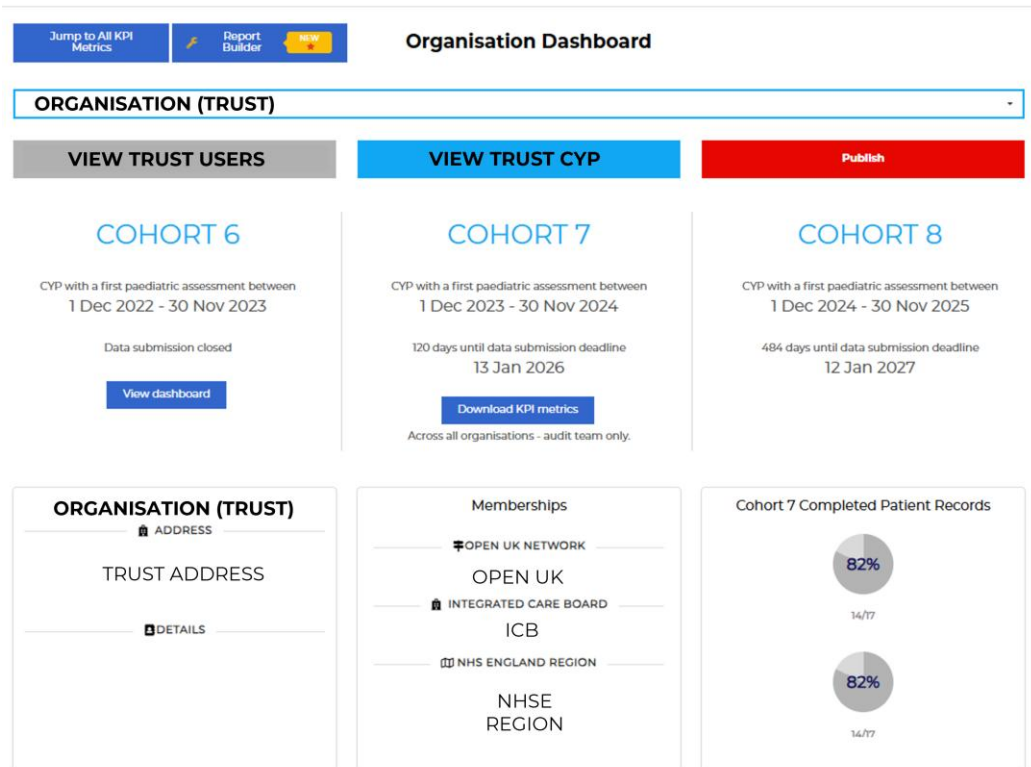 Jump to All KPI
Metrics
Report
Builder
NEW
Organisation Dashboard
ORGANISATION (TRUST)
VIEW TRUST USERS
VIEW TRUST CYP
Publish
COHORT 6
CYP with a first paediatric assessment between
1 Dec 2022 - 30 Nov 2023
Data submission closed
View dashboard
COHORT 7
CYP with a first paediatric assessment between
1 Dec 2023 - 30 Nov 2024
120 days until data submission deadline
13 Jan 2026
Download KPI metrics
Across all organisations - audit team only.
COHORT 8
CYP with a first paediatric assessment between
1 Dec 2024 - 30 Nov 2025
484 days until data submission deadline
12 Jan 2027
ORGANISATION (TRUST)
ADDRESS
TRUST ADDRESS
DETAILS
Memberships
OPEN UK NETWORK
OPEN UK
INTEGRATED CARE BOARD
ICB
NHS ENGLAND REGION
NHSE
REGION
Cohort 7 Completed Patient Records
82%
14/17
82%
14/17